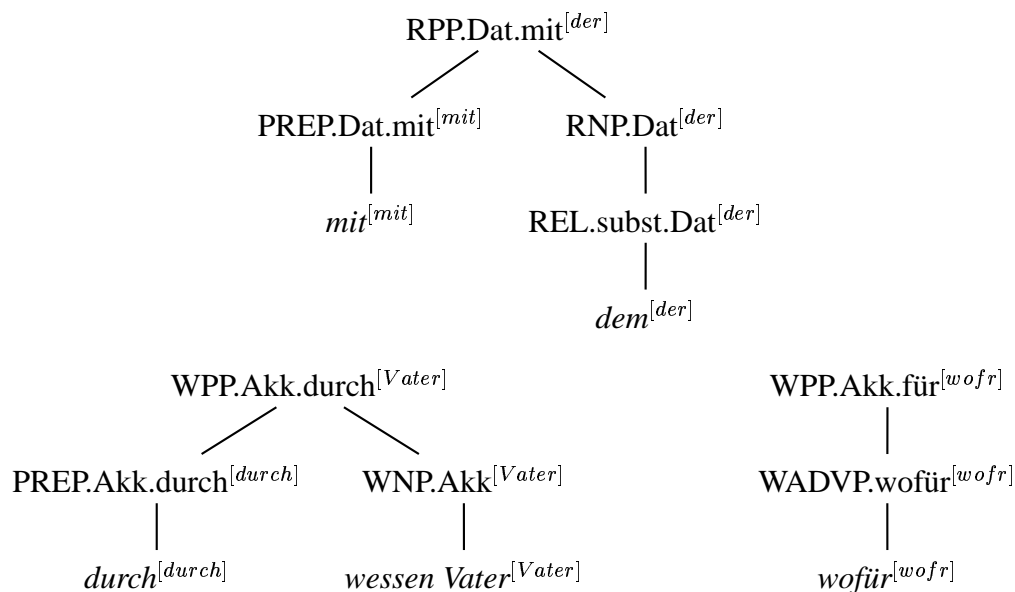 RPP.Dat.mit[der]
PREP.Dat.mit[mit] RNP.Dat[der]
mit[mit] REL.subst.Dat[der]
dem[der]
WPP.Akk.durch[Vater] WPP.Akk.für[wofr]
PREP.Akk.durch[durch] WNP.Akk[Vater] WADVP.wofür[wofr]
durch[durch] wessen Vater[Vater] wofür[wofr]